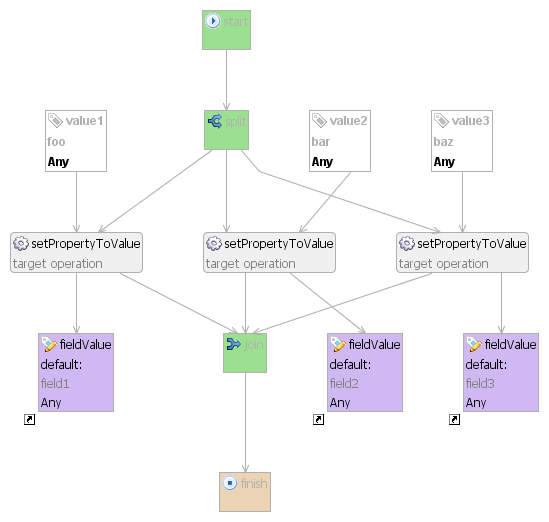 start
value1
foo
Any
split
value2
bar
Any
value3
baz
Any
setPropertyToValue
target operation
setPropertyToValue
target operation
setPropertyToValue
target operation
fieldValue
default:
field1
Any
join
fieldValue
default:
field2
Any
fieldValue
default:
field3
Any
finish